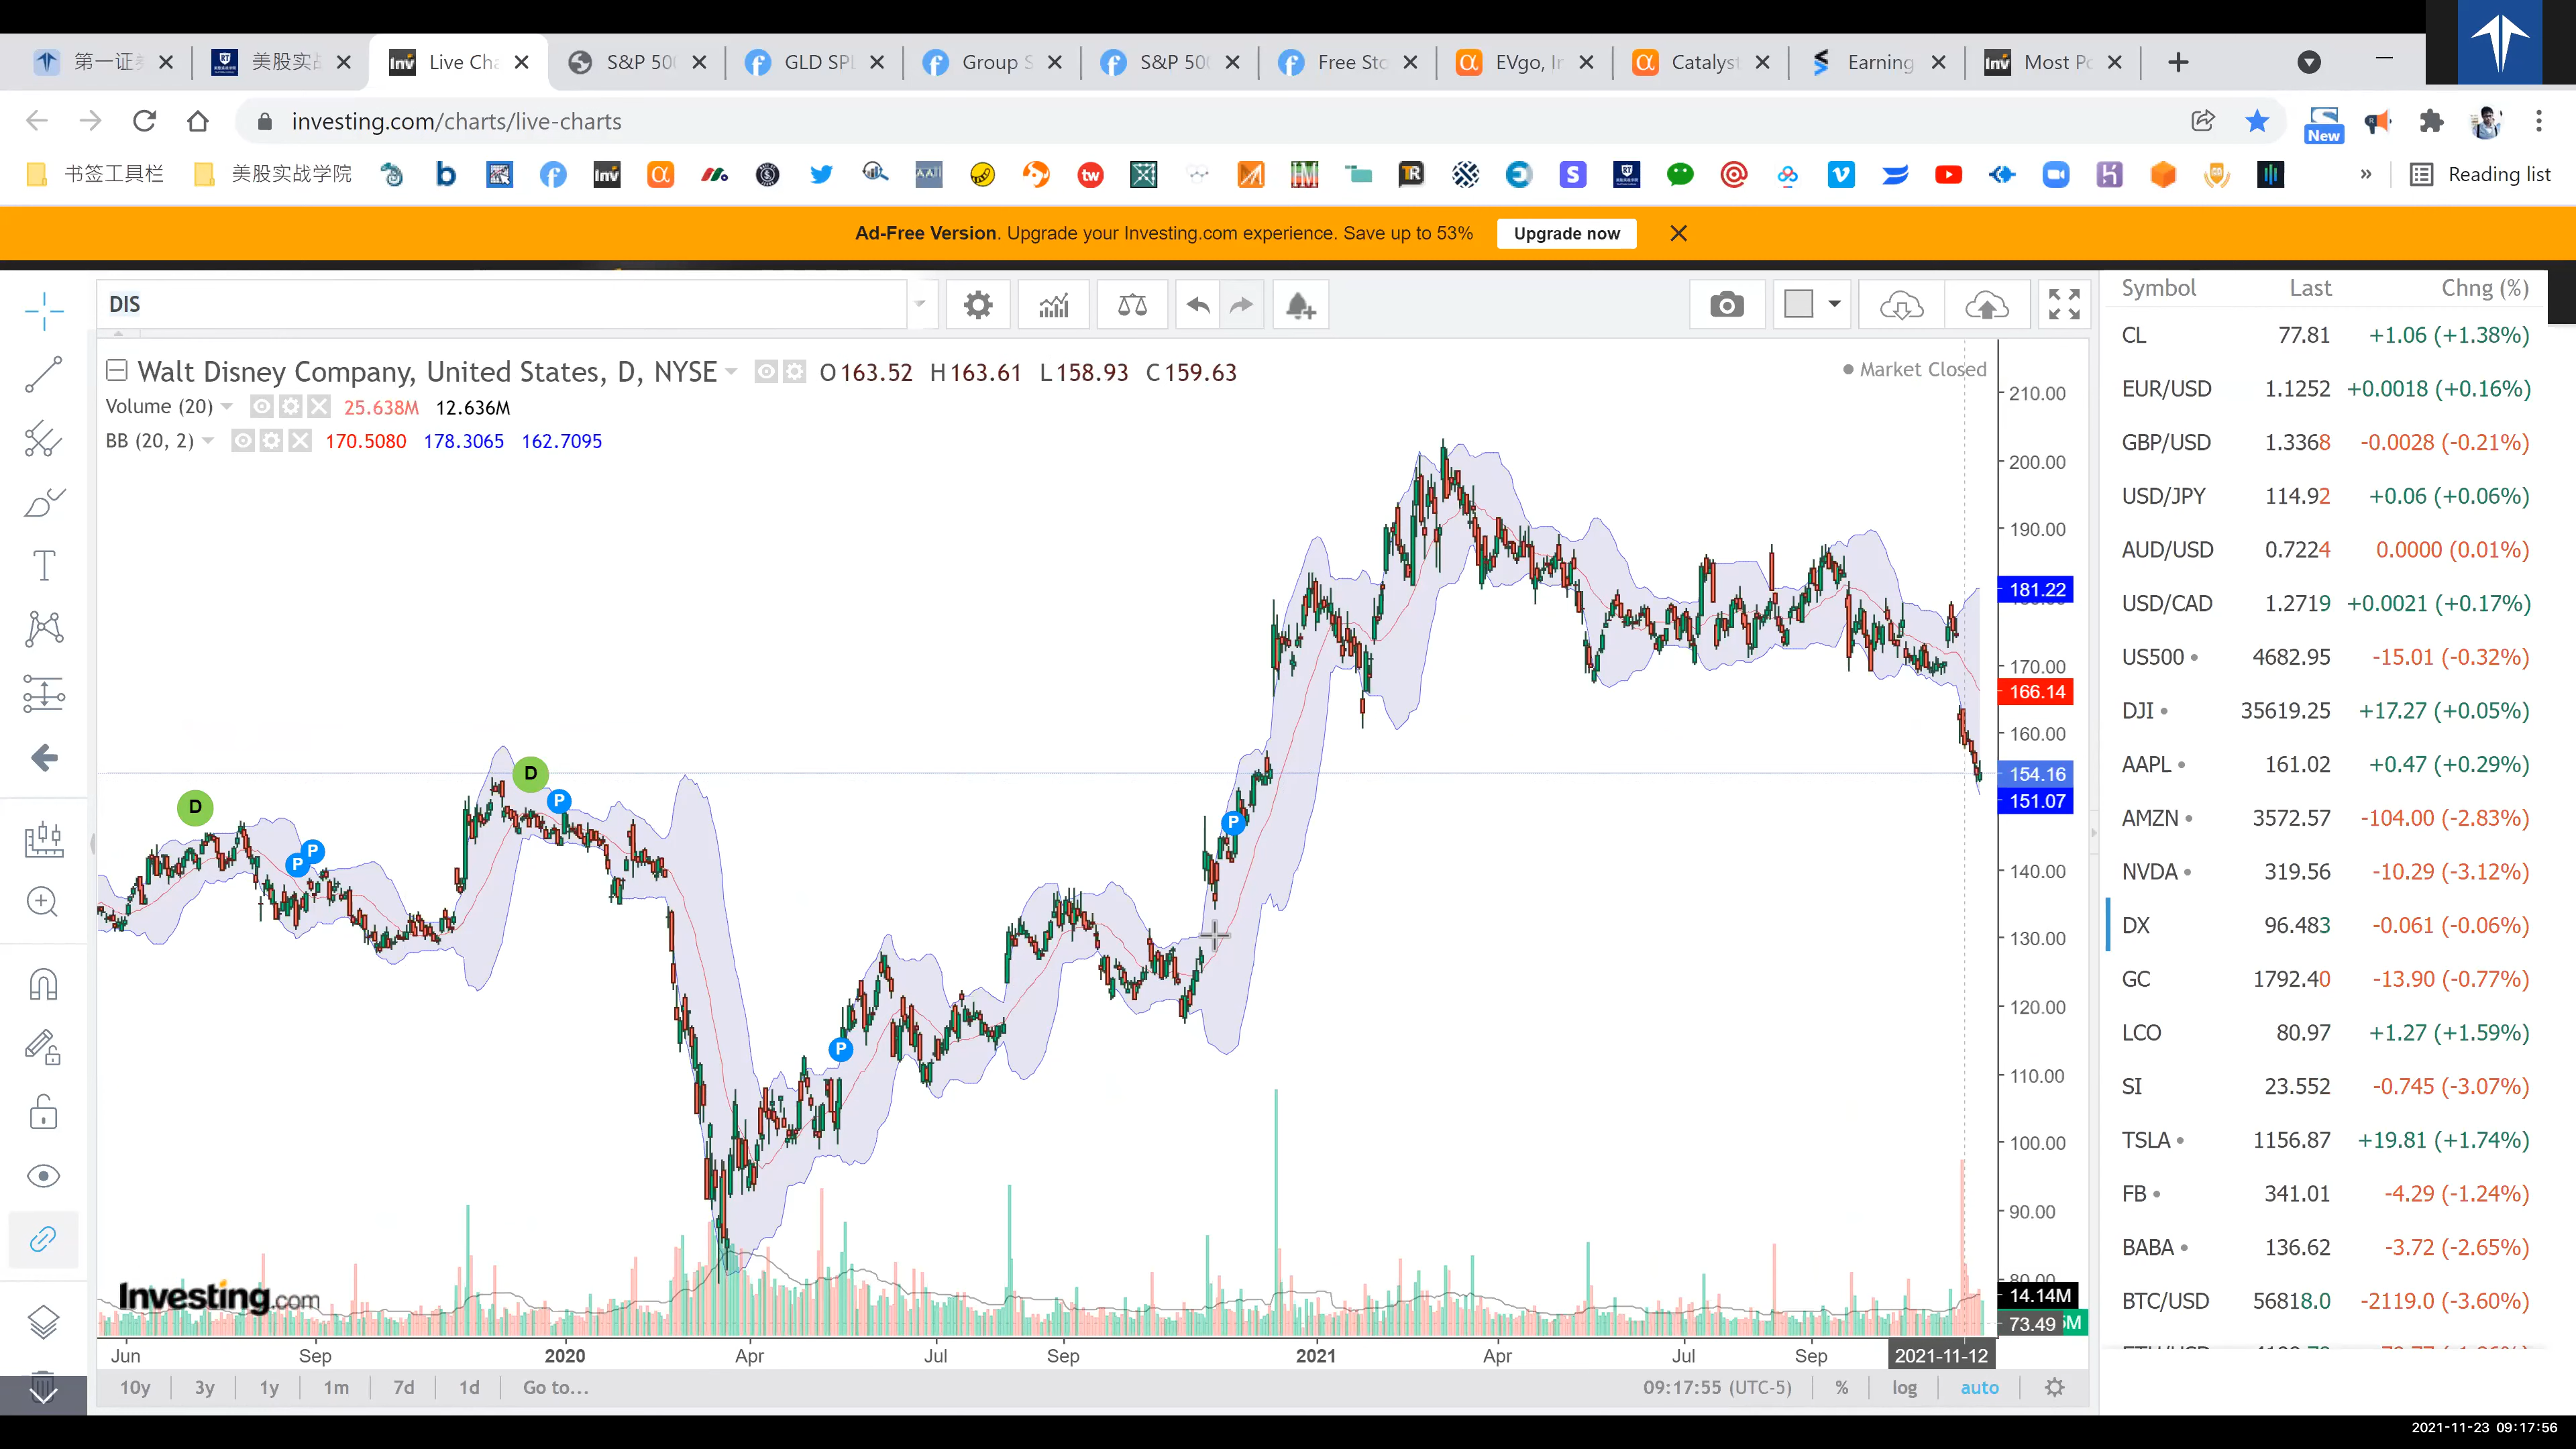 第一证
美股实战
Live Cha
S&P 500
GLD SPD
Group S
S&P 500
Free Sto
EVgo, In
Catalyst
Earning
Most Po
investing.com/charts/live-charts
New
书签工具栏
美股实战学院
Reading list
Ad-Free Version. Upgrade your Investing.com experience. Save up to 53%
Upgrade now
DIS
Walt Disney Company, United States, D, NYSE
O163.52 H163.61 L158.93 C159.63
Market Closed
Volume (20) 25.638M 12.636M
BB (20, 2) 170.5080 178.3065 162.7095
210.00
200.00
190.00
181.22
170.00
166.14
160.00
154.16
151.07
140.00
130.00
120.00
110.00
100.00
90.00
80.00
14.14M
73.49
D
D
P
P
P
P
P
Investing.com
Jun Sep 2020 Apr Jul Sep 2021 Apr Jul Sep 2021-11-12
10y 3y 1y 1m 7d 1d Go to...
09:17:55 (UTC-5) % log auto
Symbol Last Chng (%)
CL 77.81 +1.06 (+1.38%)
EUR/USD 1.1252 +0.0018 (+0.16%)
GBP/USD 1.3368 -0.0028 (-0.21%)
USD/JPY 114.92 +0.06 (+0.06%)
AUD/USD 0.7224 0.0000 (0.01%)
USD/CAD 1.2719 +0.0021 (+0.17%)
US500 4682.95 -15.01 (-0.32%)
DJI 35619.25 +17.27 (+0.05%)
AAPL 161.02 +0.47 (+0.29%)
AMZN 3572.57 -104.00 (-2.83%)
NVDA 319.56 -10.29 (-3.12%)
DX 96.483 -0.061 (-0.06%)
GC 1792.40 -13.90 (-0.77%)
LCO 80.97 +1.27 (+1.59%)
SI 23.552 -0.745 (-3.07%)
TSLA 1156.87 +19.81 (+1.74%)
FB 341.01 -4.29 (-1.24%)
BABA 136.62 -3.72 (-2.65%)
BTC/USD 56818.0 -2119.0 (-3.60%)
2021-11-23 09:17:56